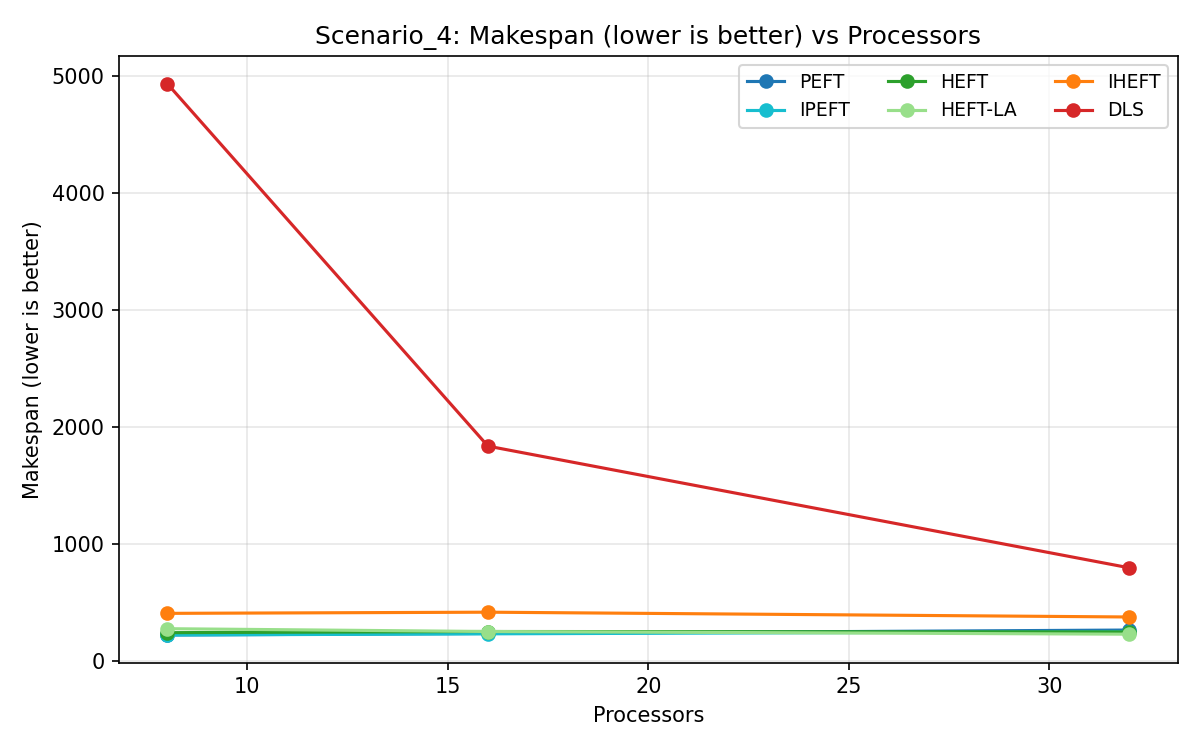 Scenario_4: Makespan (lower is better) vs Processors
Makespan (lower is better)
5000
4000
3000
2000
1000
0
PEFT HEFT IHEFT
IPEFT HEFT-LA DLS
10 15 20 25 30
Processors